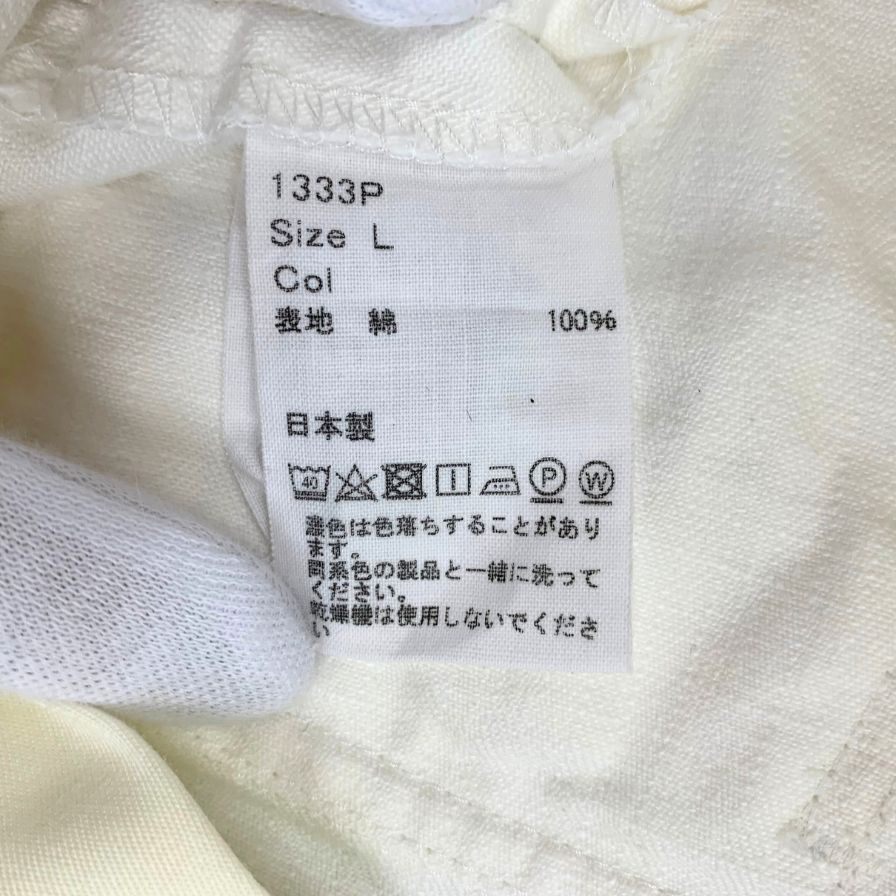 1333P
Size L
Col
表地 綿 100%
日本製
40 P W
濃色は色落ちすることがあり
ます。
同系色の製品と一緒に洗って
ください。
乾燥機は使用しないでくださ
い